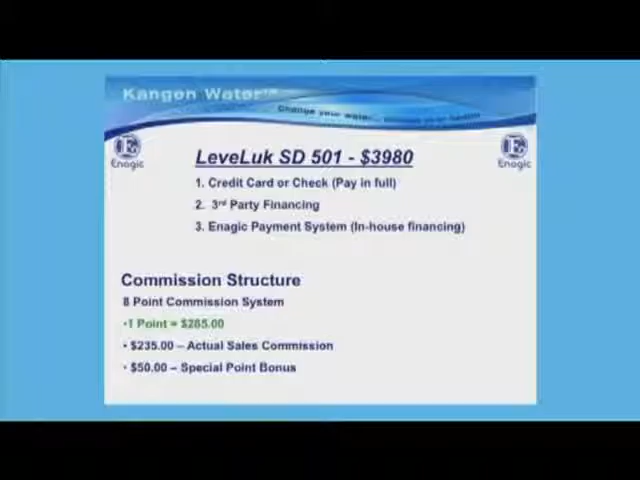 Kangen Water™
Change your water... change your health
Enagic
Enagic
LeveLuk SD 501 - $3980
1. Credit Card or Check (Pay in full)
2. 3rd Party Financing
3. Enagic Payment System (In-house financing)
Commission Structure
8 Point Commission System
•1 Point = $285.00
• $235.00 – Actual Sales Commission
• $50.00 – Special Point Bonus